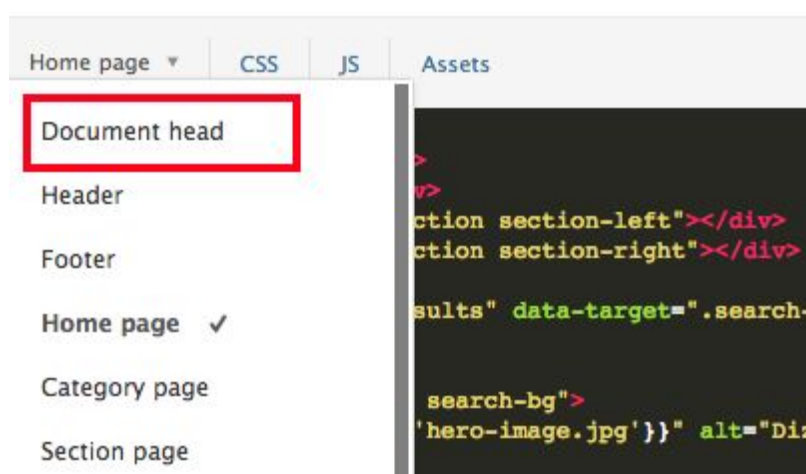 Home page ▼ CSS JS Assets
Document head
>
v>
Header
ction section-left"></div>
ction section-right"></div>
Footer
sults" data-target=".search-
Home page ✓
Category page
search-bg">
'hero-image.jpg'}}" alt="Diz
Section page